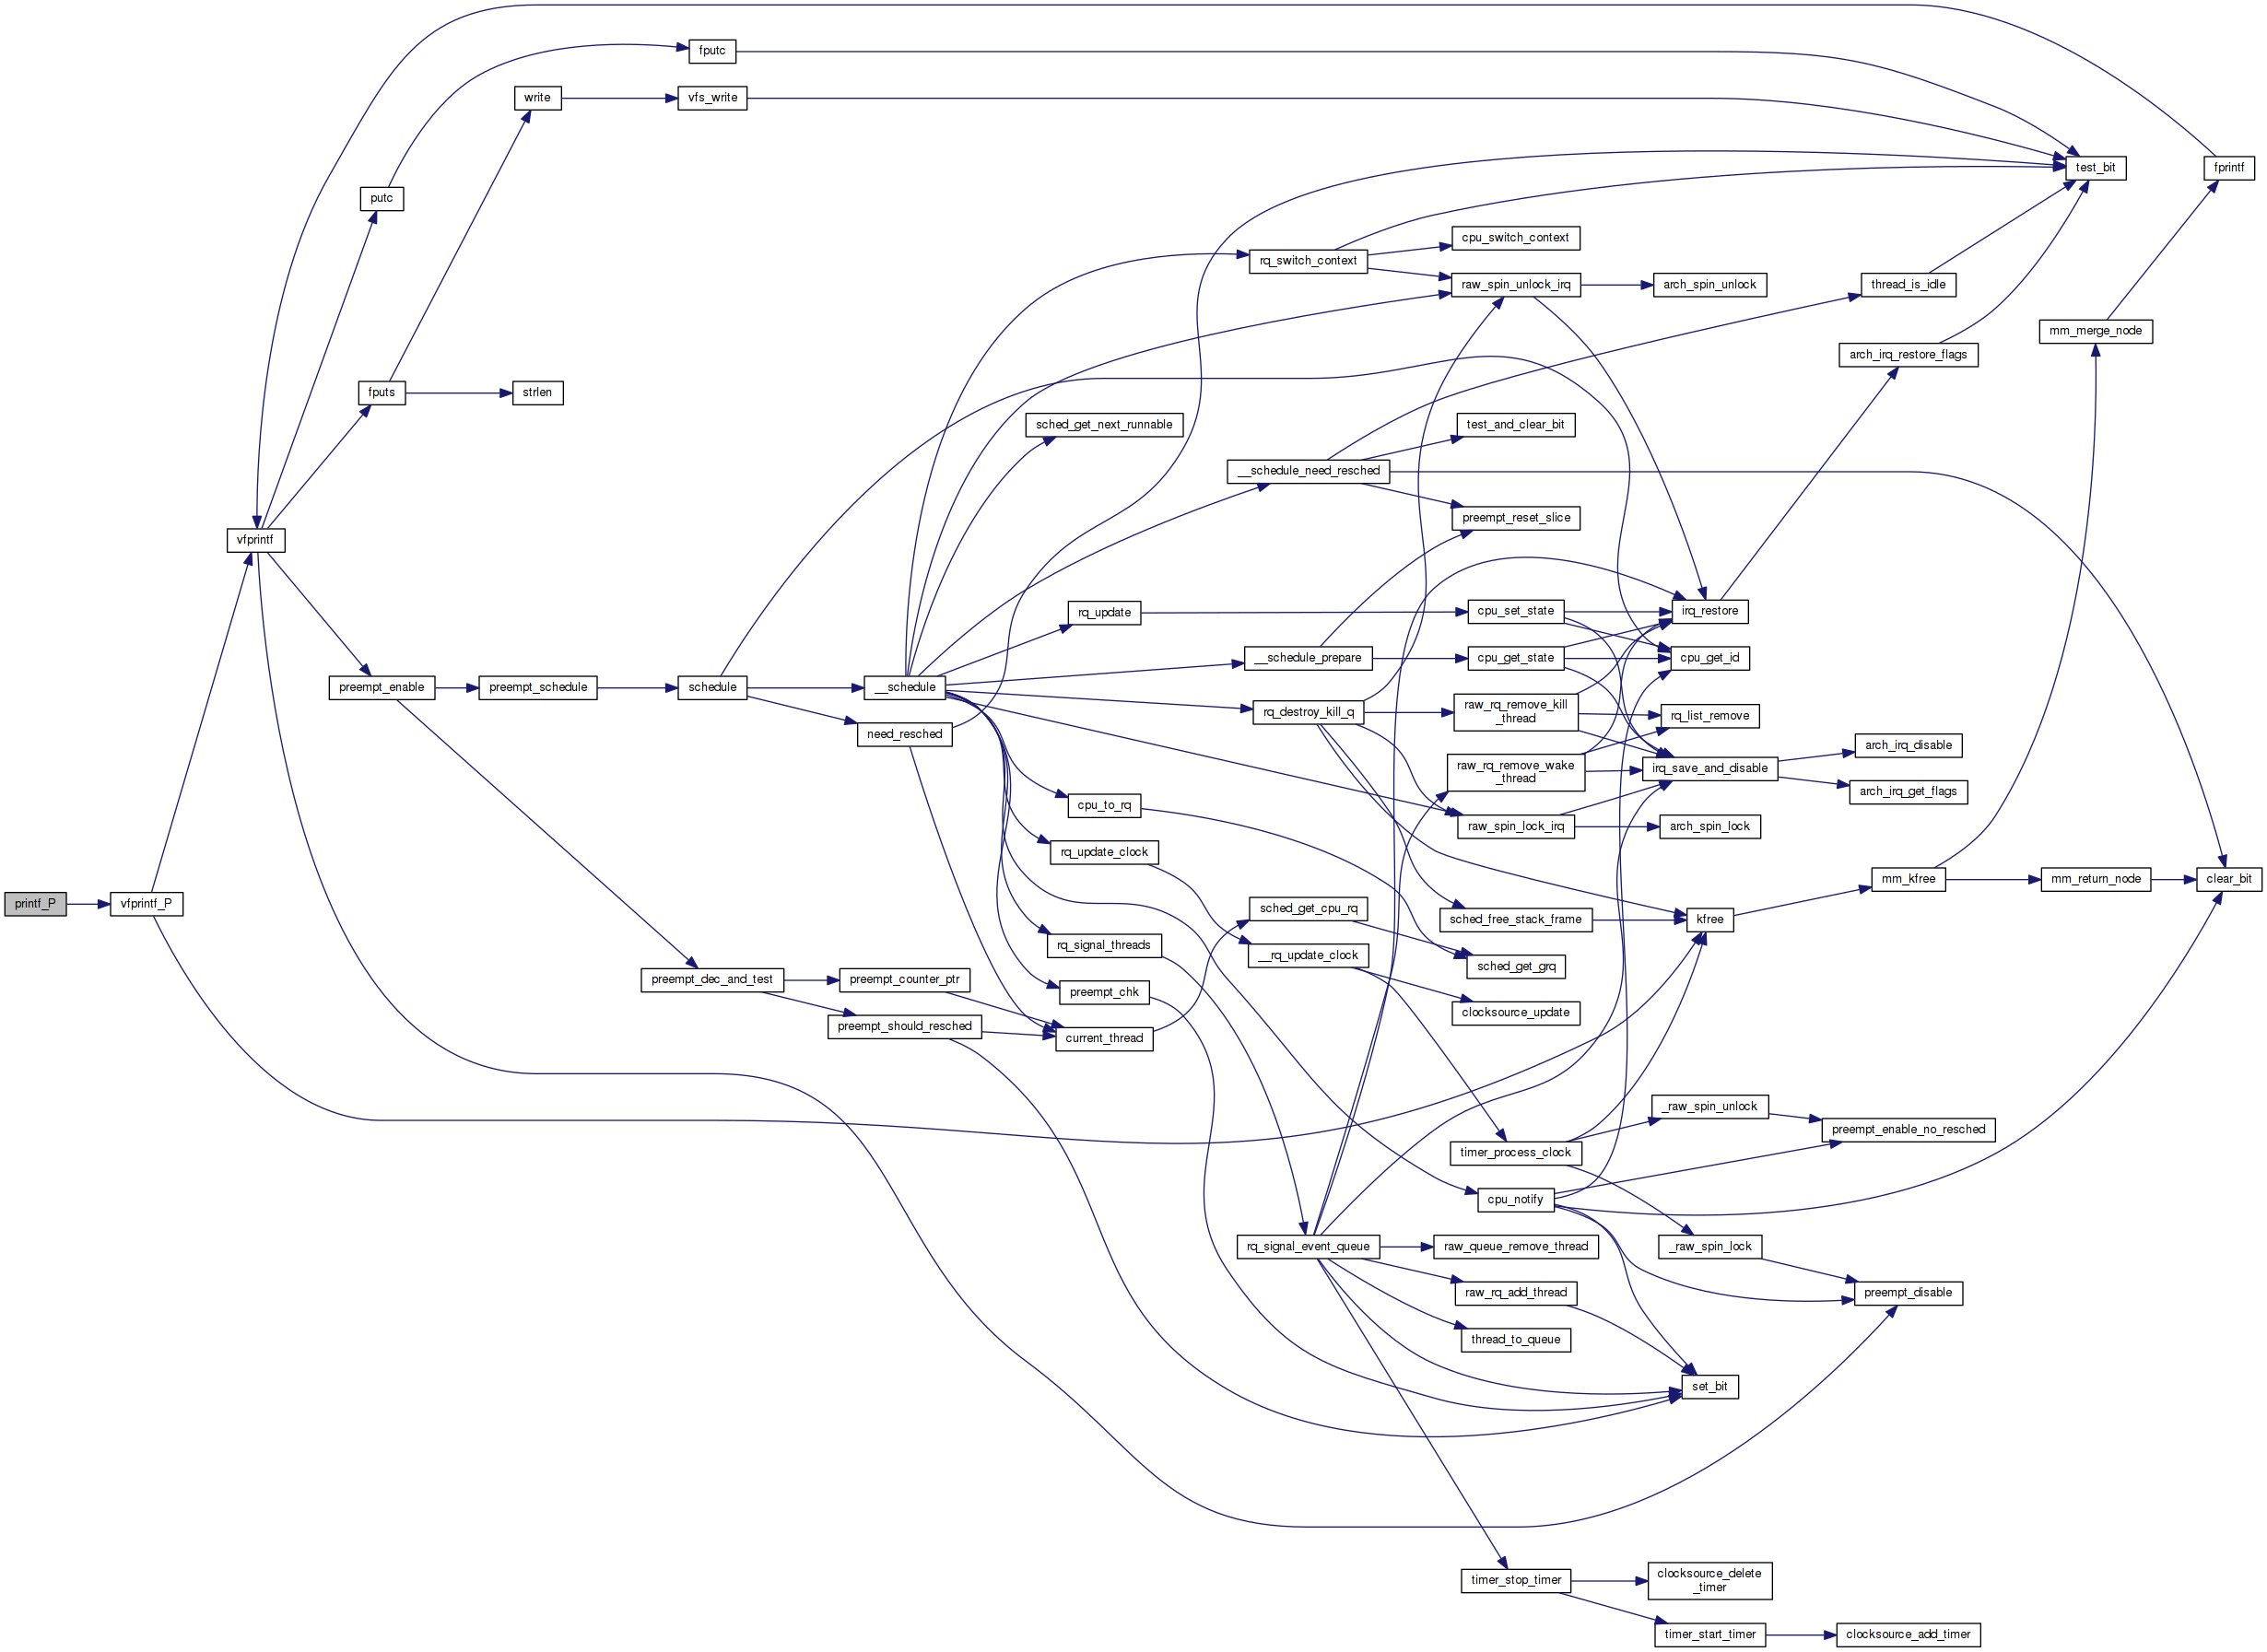 fputc
write
vfs_write
test_bit
fprintf
putc
cpu_switch_context
rq_switch_context
raw_spin_unlock_irq
arch_spin_unlock
thread_is_idle
mm_merge_node
arch_irq_restore_flags
fputs
strlen
sched_get_next_runnable
test_and_clear_bit
__schedule_need_resched
preempt_reset_slice
vfprintf
rq_update
cpu_set_state
irq_restore
__schedule_prepare
cpu_get_state
cpu_get_id
preempt_enable
preempt_schedule
schedule
__schedule
need_resched
rq_destroy_kill_q
raw_rq_remove_kill
_thread
rq_list_remove
arch_irq_disable
raw_rq_remove_wake
_thread
irq_save_and_disable
arch_irq_get_flags
cpu_to_rq
raw_spin_lock_irq
arch_spin_lock
rq_update_clock
mm_kfree
mm_return_node
clear_bit
printf_P
vfprintf_P
sched_get_cpu_rq
sched_free_stack_frame
kfree
rq_signal_threads
__rq_update_clock
sched_get_grq
preempt_dec_and_test
preempt_counter_ptr
preempt_chk
clocksource_update
preempt_should_resched
current_thread
_raw_spin_unlock
preempt_enable_no_resched
timer_process_clock
cpu_notify
rq_signal_event_queue
raw_queue_remove_thread
_raw_spin_lock
raw_rq_add_thread
preempt_disable
thread_to_queue
set_bit
timer_stop_timer
clocksource_delete
_timer
timer_start_timer
clocksource_add_timer